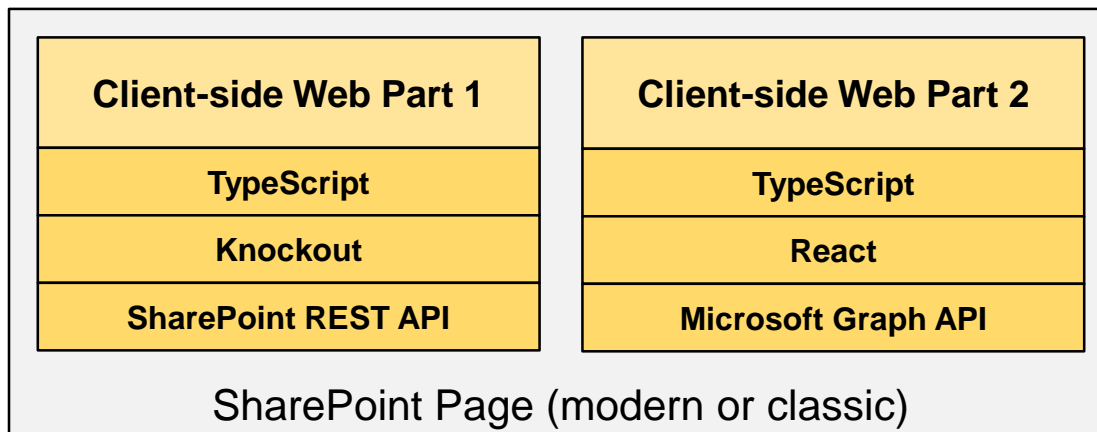 Client-side Web Part 1
TypeScript
Knockout
SharePoint REST API
Client-side Web Part 2
TypeScript
React
Microsoft Graph API
SharePoint Page (modern or classic)